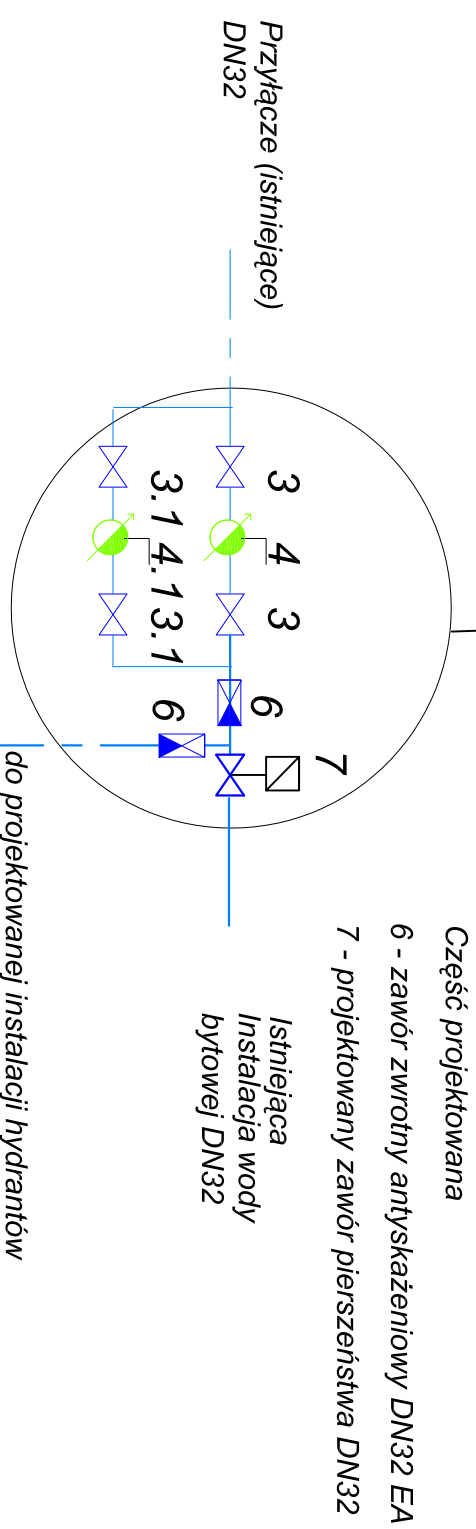 Przyłącze (istniejące)
DN32
3
4
3
3.1
4.1
3.1
6
6
7
Część projektowana
6 - zawór zwrotny antyskażeniowy DN32 EA
7 - projektowany zawór pierszeństwa DN32
Istniejąca
Instalacja wody
bytowej DN32
do projektowanej instalacji hydrantów